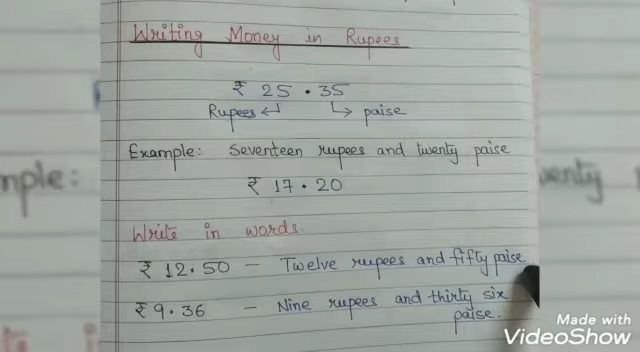 Writing Money in Rupees
₹ 25 . 35
Rupees ↲ ↳ paise
Example: Seventeen rupees and twenty paise
₹ 17 . 20
Write in words.
₹ 12.50 – Twelve rupees and fifty paise
₹ 9.36 – Nine rupees and thirty six
paise.
Made with
VideoShow